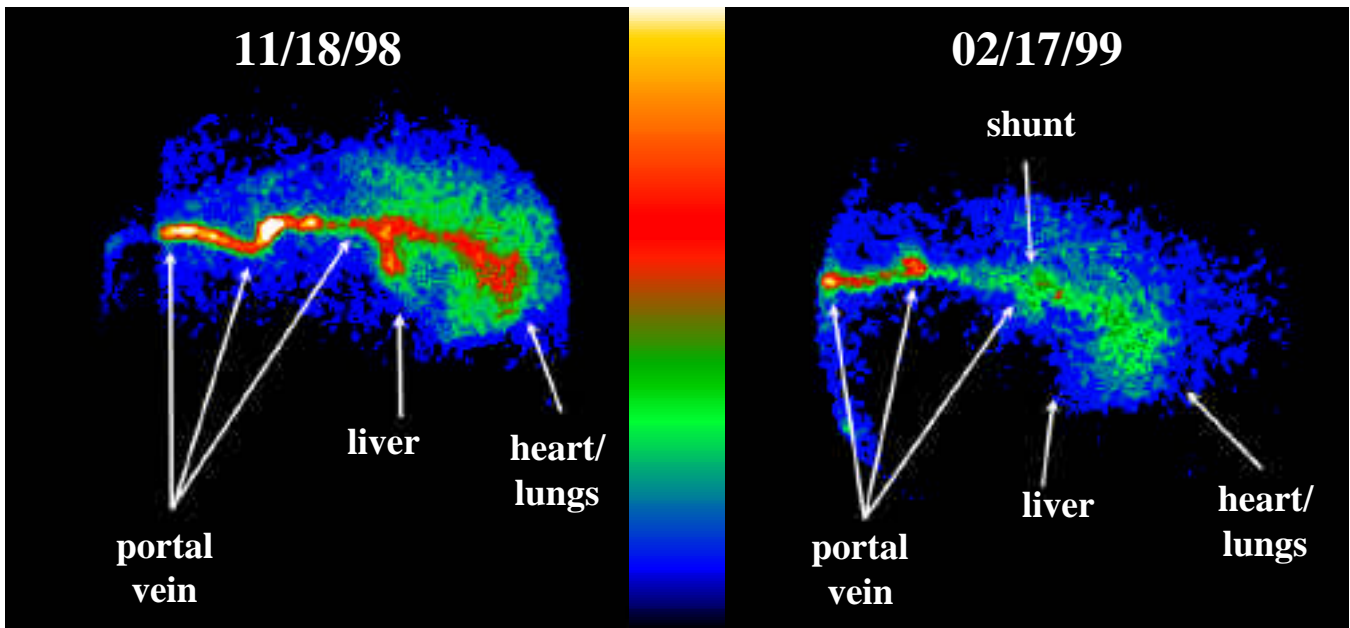 11/18/98
liver
heart/
lungs
portal
vein
02/17/99
shunt
liver
heart/
lungs
portal
vein